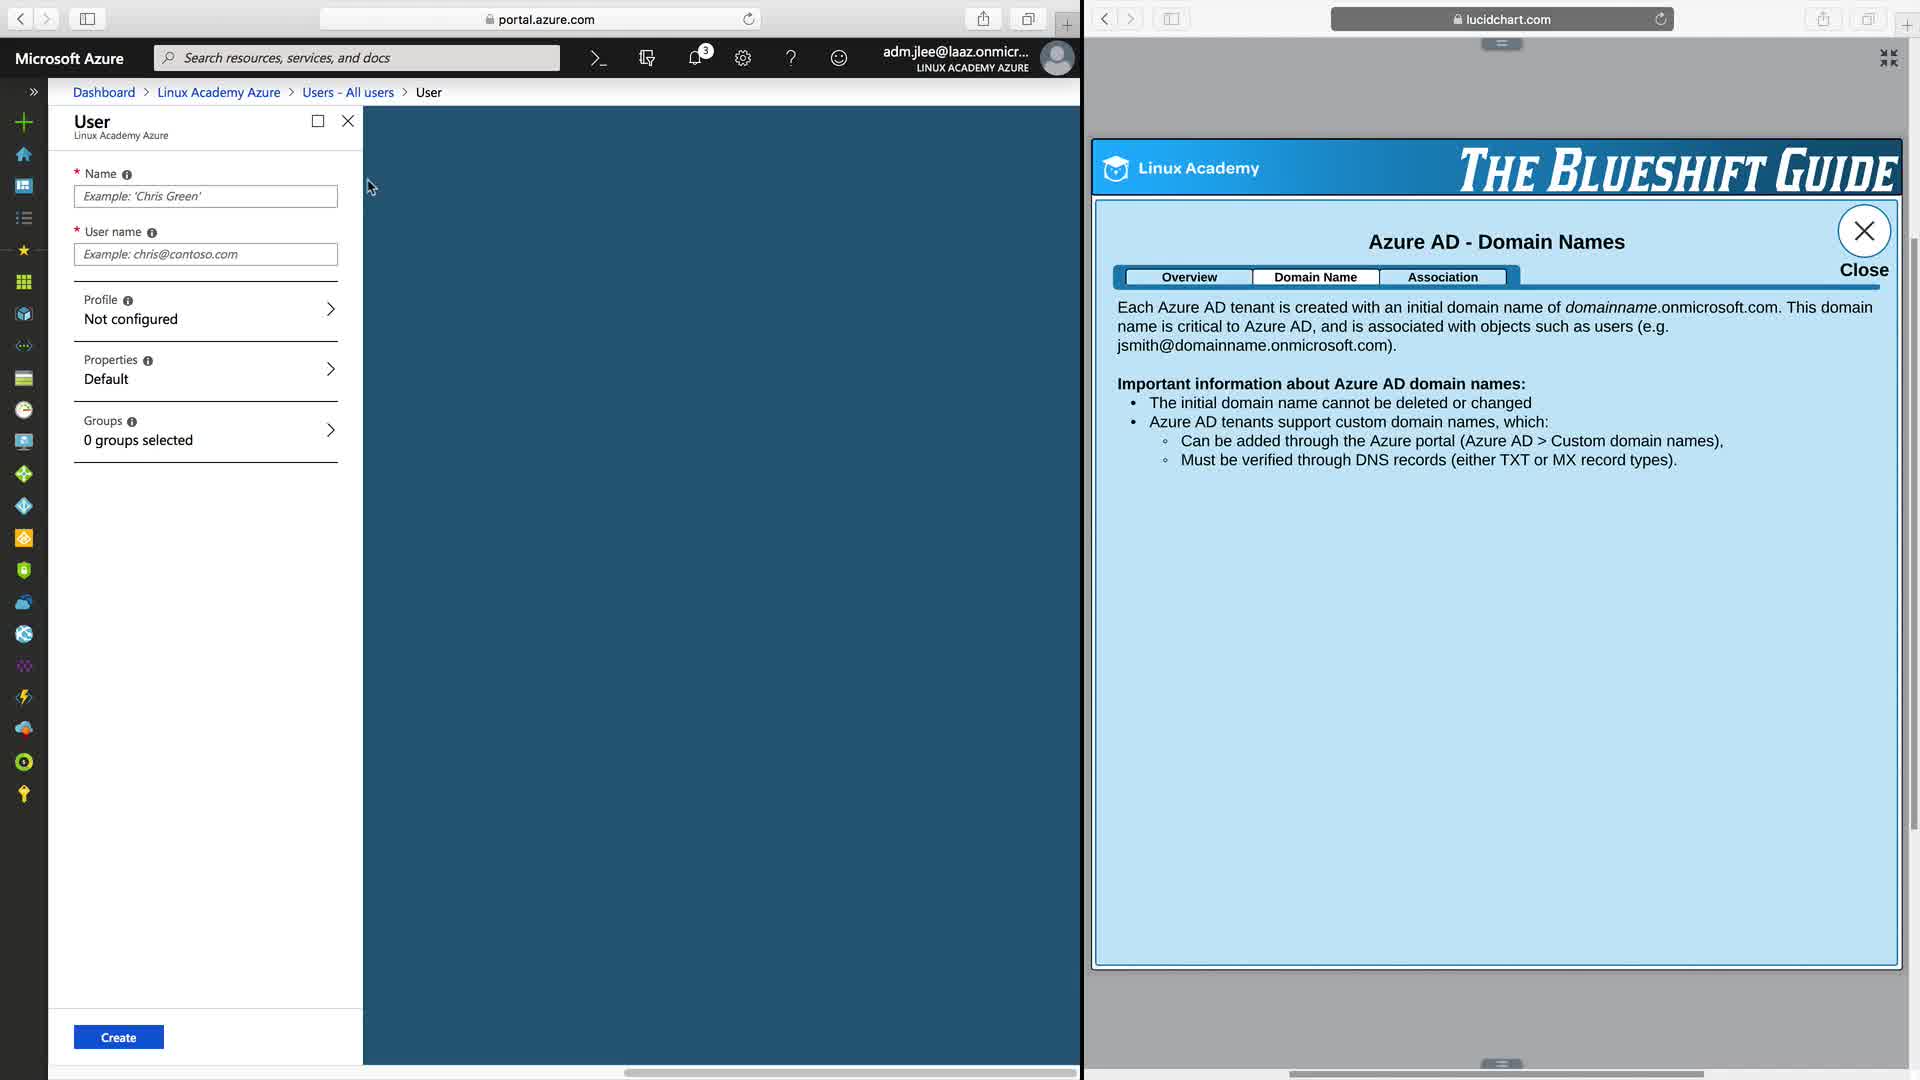 portal.azure.com
Microsoft Azure
Search resources, services, and docs
3
adm.jlee@laaz.onmicr...
LINUX ACADEMY AZURE
Dashboard > Linux Academy Azure > Users - All users > User
User
Linux Academy Azure
* Name
Example: 'Chris Green'
* User name
Example: chris@contoso.com
Profile
Not configured
Properties
Default
Groups
0 groups selected
Create
lucidchart.com
Linux Academy
THE BLUESHIFT GUIDE
Azure AD - Domain Names
Close
Overview
Domain Name
Association
Each Azure AD tenant is created with an initial domain name of domainname.onmicrosoft.com. This domain
name is critical to Azure AD, and is associated with objects such as users (e.g.
jsmith@domainname.onmicrosoft.com).
Important information about Azure AD domain names:
• The initial domain name cannot be deleted or changed
• Azure AD tenants support custom domain names, which:
◦ Can be added through the Azure portal (Azure AD > Custom domain names),
◦ Must be verified through DNS records (either TXT or MX record types).